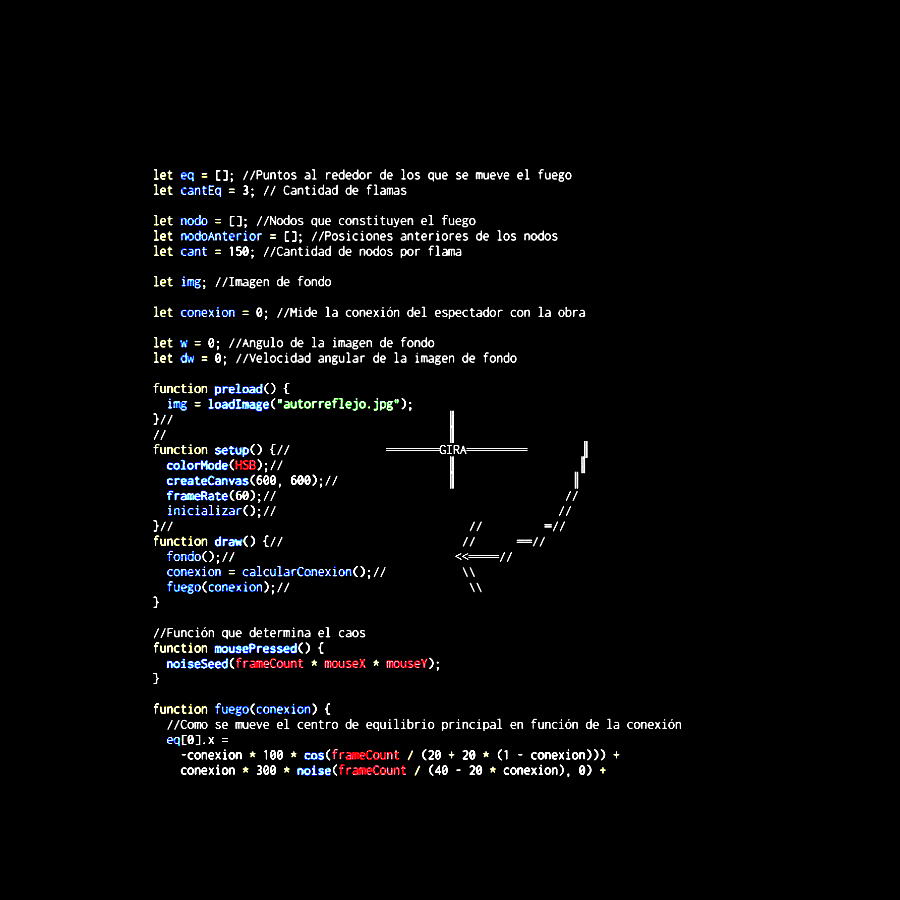 let eq = []; //Puntos al rededor de los que se mueve el fuego
let cantEq = 3; // Cantidad de flamas
let nodo = []; //Nodos que constituyen el fuego
let nodoAnterior = []; //Posiciones anteriores de los nodos
let cant = 150; //Cantidad de nodos por flama
let img; //Imagen de fondo
let conexion = 0; //Mide la conexión del espectador con la obra
let w = 0; //Angulo de la imagen de fondo
let dw = 0; //Velocidad angular de la imagen de fondo
function preload() {
  img = loadImage("autorreflejo.jpg");
}//                                        ║
//                                         ║
function setup() {//              ════════GIRA═════════        ║
  colorMode(HSB);//                        ║                  ║
  createCanvas(600, 600);//                ║                 ║
  frameRate(60);//                                          //
  inicializar();//                                         //
}//                                           //         =//
function draw() {//                          //      ══//
  fondo();//                                <<════//
  conexion = calcularConexion();//           \\
  fuego(conexion);//                          \\
}
//Función que determina el caos
function mousePressed() {
  noiseSeed(frameCount * mouseX * mouseY);
}
function fuego(conexion) {
  //Como se mueve el centro de equilibrio principal en función de la conexión
  eq[0].x =
    -conexion * 100 * cos(frameCount / (20 + 20 * (1 - conexion))) +
    conexion * 300 * noise(frameCount / (40 - 20 * conexion), 0) +